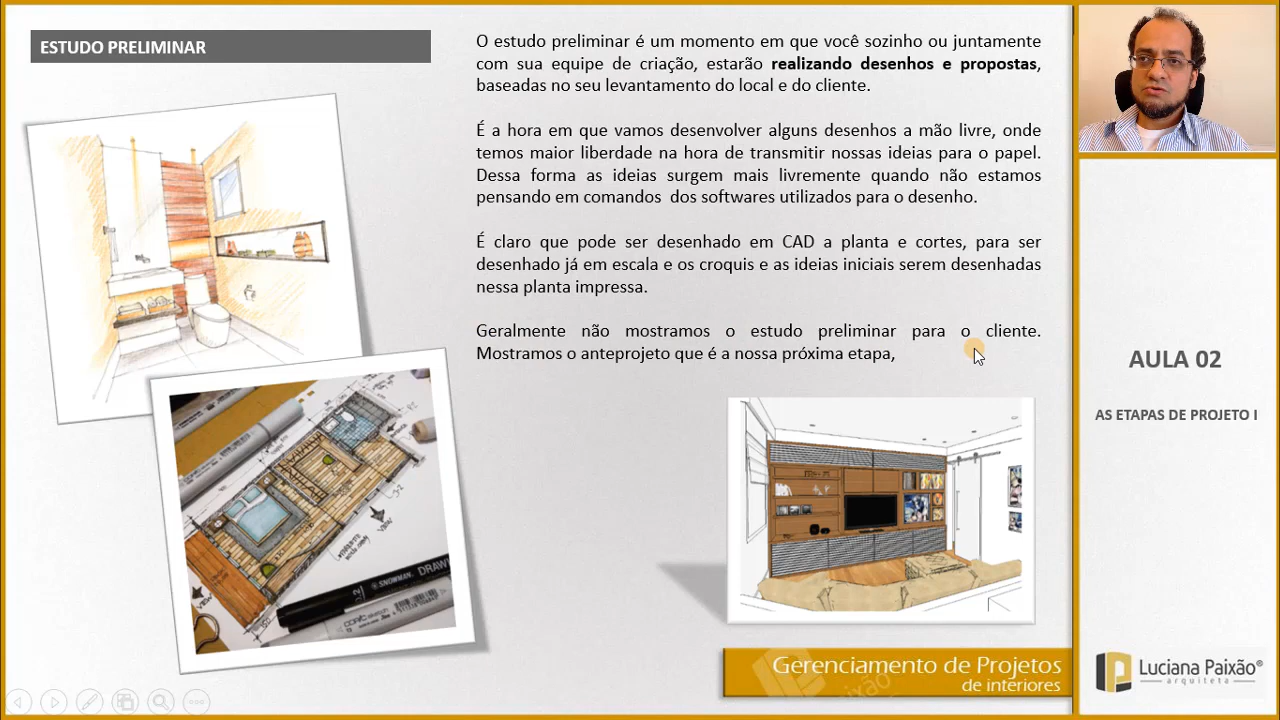 ESTUDO PRELIMINAR
O estudo preliminar é um momento em que você sozinho ou juntamente
com sua equipe de criação, estarão realizando desenhos e propostas,
baseadas no seu levantamento do local e do cliente.
É a hora em que vamos desenvolver alguns desenhos a mão livre, onde
temos maior liberdade na hora de transmitir nossas ideias para o papel.
Dessa forma as ideias surgem mais livremente quando não estamos
pensando em comandos dos softwares utilizados para o desenho.
É claro que pode ser desenhado em CAD a planta e cortes, para ser
desenhado já em escala e os croquis e as ideias iniciais serem desenhadas
nessa planta impressa.
Geralmente não mostramos o estudo preliminar para o cliente.
Mostramos o anteprojeto que é a nossa próxima etapa,
AULA 02
AS ETAPAS DE PROJETO I
SNOWMAN DRAW
Gerenciamento de Projetos
de interiores
Luciana Paixão®
arquiteta